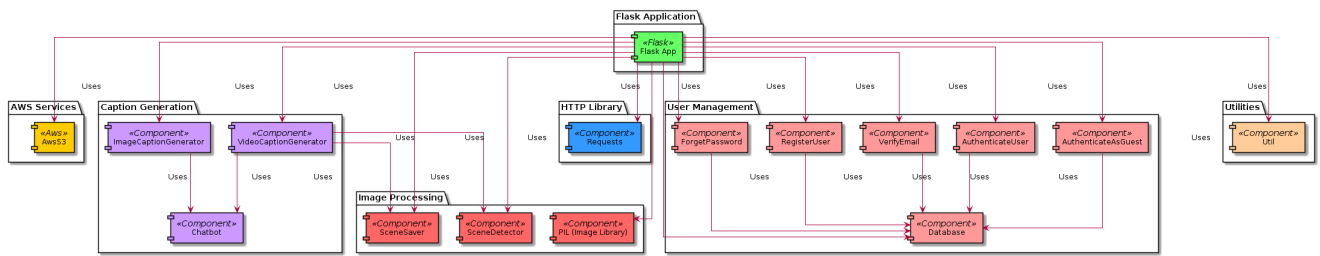 Flask Application
«Flask»
Flask App
Uses Uses Uses Uses Uses Uses Uses Uses Uses Uses
AWS Services
Caption Generation
HTTP Library
User Management
Utilities
«Aws»
AwsS3
«Component»
ImageCaptionGenerator
«Component»
VideoCaptionGenerator
«Component»
Requests
«Component»
ForgetPassword
«Component»
RegisterUser
«Component»
VerifyEmail
«Component»
AuthenticateUser
«Component»
AuthenticateAsGuest
«Component»
Util
Uses Uses Uses Uses
Uses Uses Uses Uses Uses Uses Uses Uses
Image Processing
«Component»
Chatbot
«Component»
SceneSaver
«Component»
SceneDetector
«Component»
PIL (Image Library)
«Component»
Database